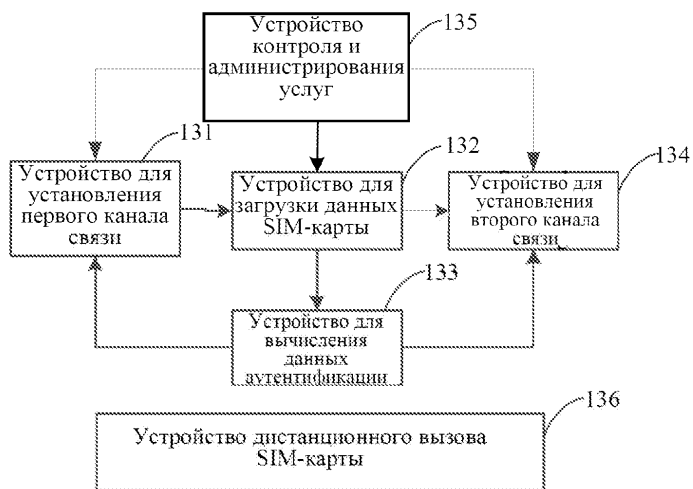 Устройство
контроля и
администрирования
услуг
135
131
Устройство для
установления
первого канала
связи
132
Устройство для
загрузки данных
SIM-карты
134
Устройство для
установления
второго канала
связи
133
Устройство для
вычисления
данных
аутентификации
136
Устройство дистанционного вызова
SIM-карты